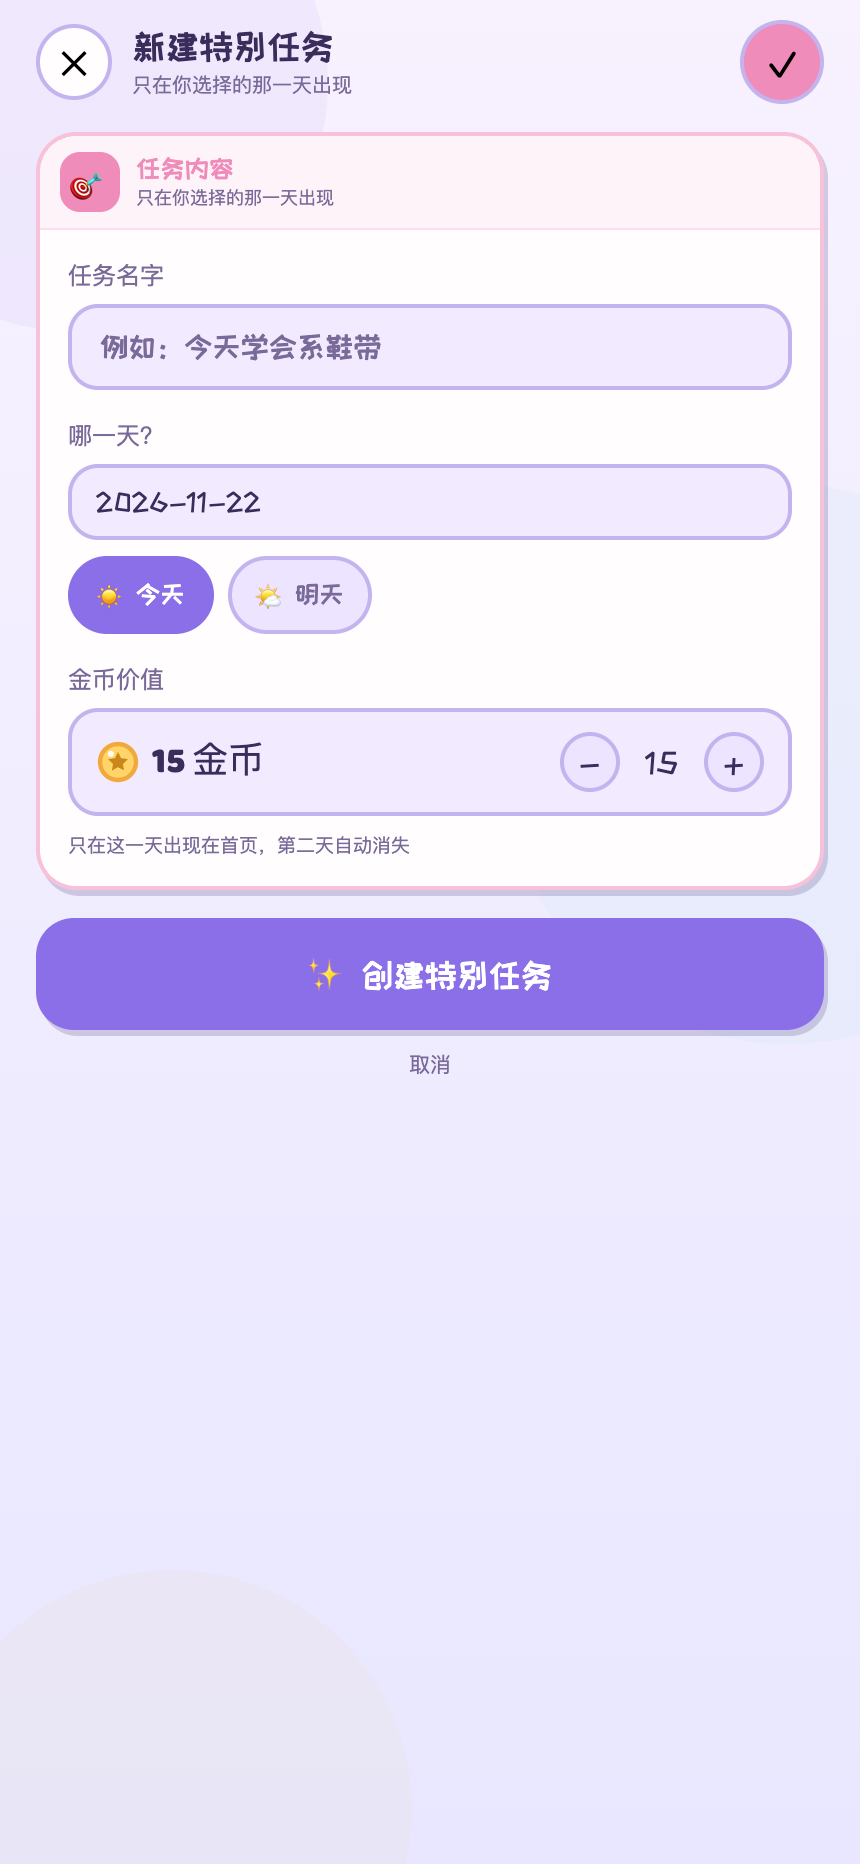 新建特别任务
只在你选择的那一天出现
任务内容
只在你选择的那一天出现
任务名字
例如：今天学会系鞋带
哪一天？
2026-11-22
今天
明天
金币价值
15 金币
− 15 +
只在这一天出现在首页，第二天自动消失
创建特别任务
取消